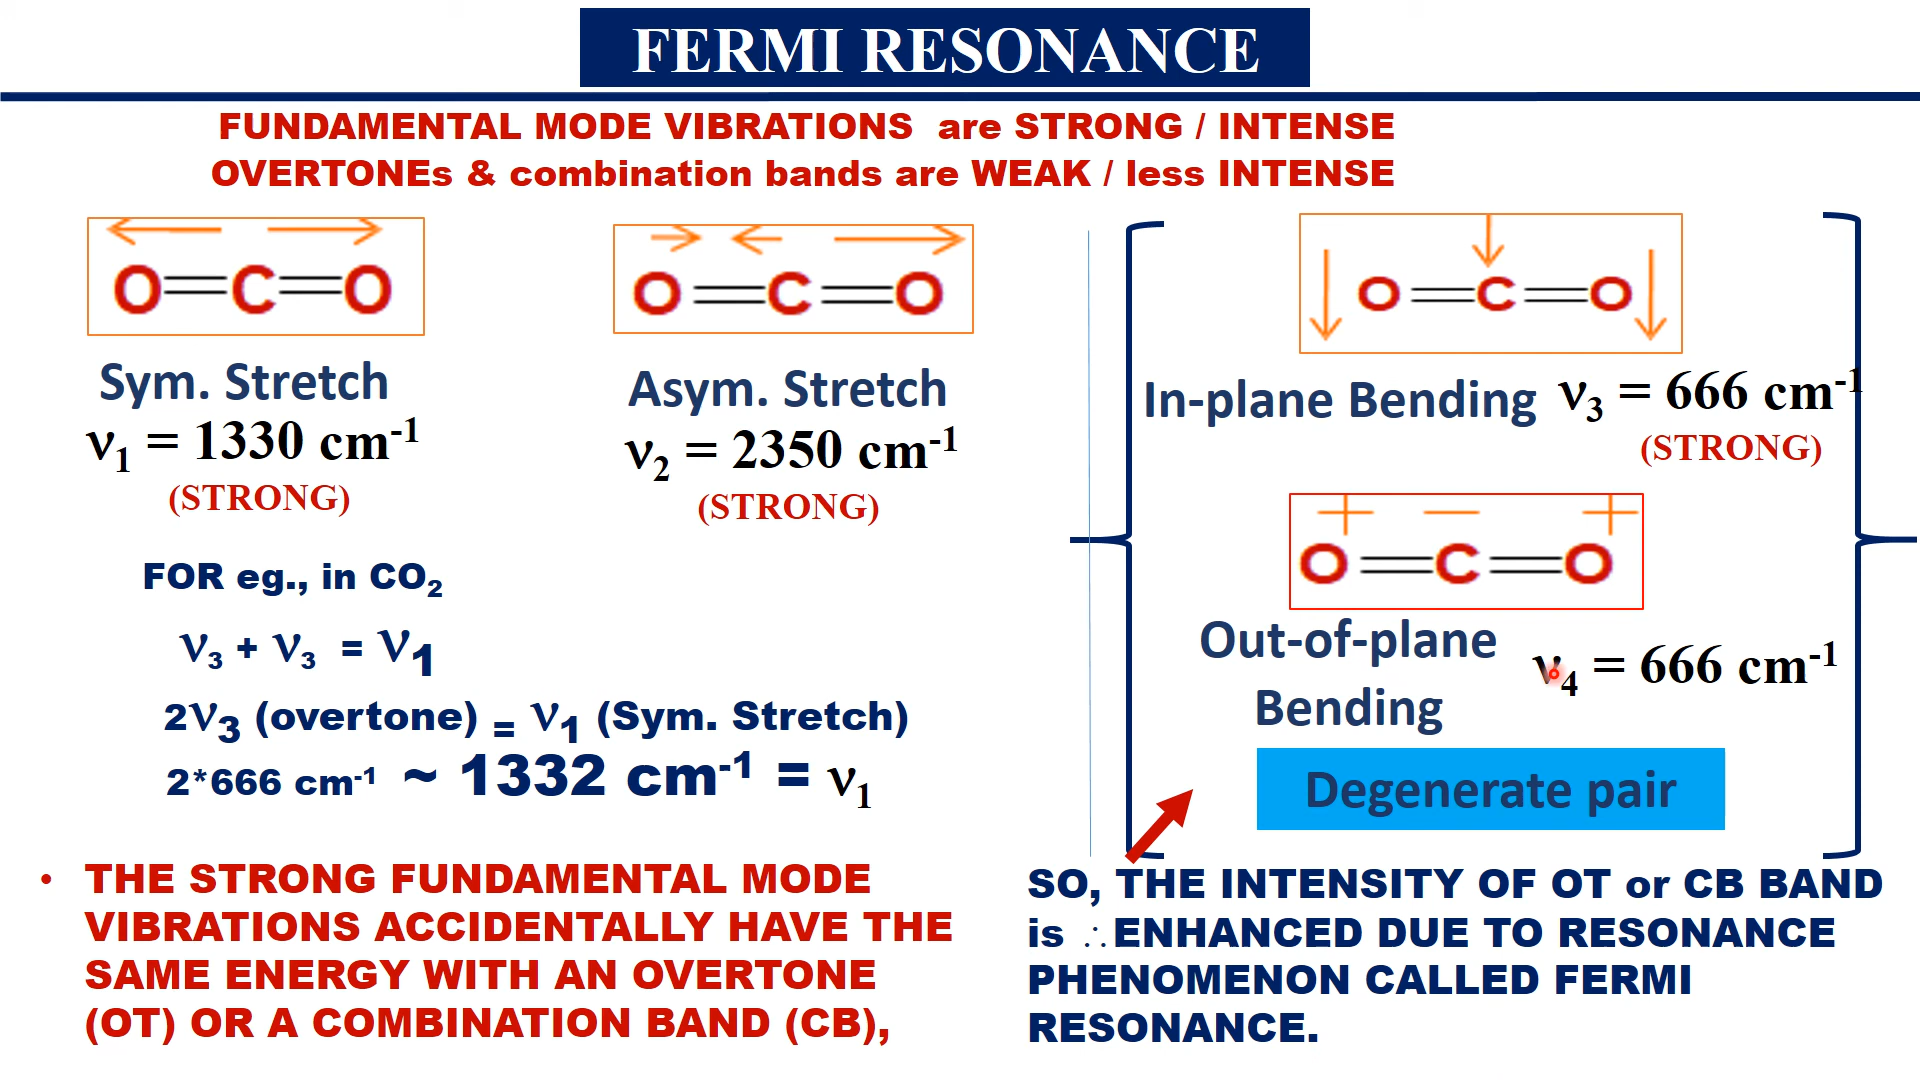 FERMI RESONANCE
FUNDAMENTAL MODE VIBRATIONS are STRONG / INTENSE
OVERTONEs & combination bands are WEAK / less INTENSE
O=C=O
Sym. Stretch
ν₁ = 1330 cm⁻¹
(STRONG)
O=C=O
Asym. Stretch
ν₂ = 2350 cm⁻¹
(STRONG)
FOR eg., in CO₂
ν₃ + ν₃ = ν₁
2ν₃ (overtone) = ν₁ (Sym. Stretch)
2*666 cm⁻¹ ~ 1332 cm⁻¹ = ν₁
O=C=O
In-plane Bending ν₃ = 666 cm⁻¹
(STRONG)
+ − +
O=C=O
Out-of-plane
Bending
ν₄ = 666 cm⁻¹
Degenerate pair
• THE STRONG FUNDAMENTAL MODE
VIBRATIONS ACCIDENTALLY HAVE THE
SAME ENERGY WITH AN OVERTONE
(OT) OR A COMBINATION BAND (CB),
SO, THE INTENSITY OF OT or CB BAND
is ∴ENHANCED DUE TO RESONANCE
PHENOMENON CALLED FERMI
RESONANCE.